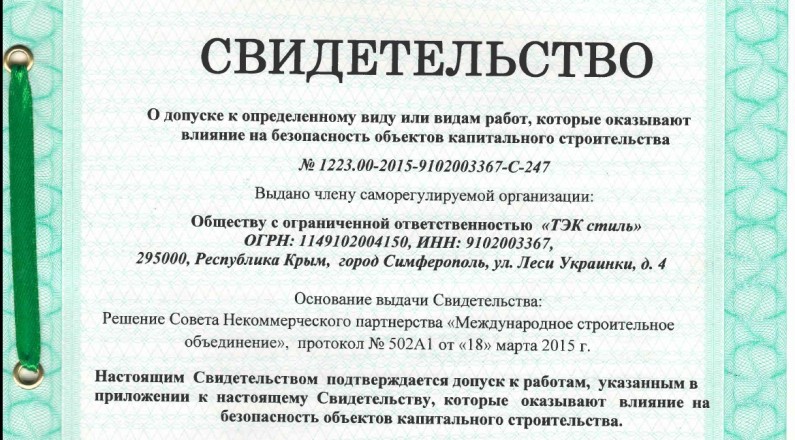 СВИДЕТЕЛЬСТВО
О допуске к определенному виду или видам работ, которые оказывают
влияние на безопасность объектов капитального строительства
№ 1223.00-2015-9102003367-С-247
Выдано члену саморегулируемой организации:
Обществу с ограниченной ответственностью «ТЭК стиль»
ОГРН: 1149102004150, ИНН: 9102003367,
295000, Республика Крым, город Симферополь, ул. Леси Украинки, д. 4
Основание выдачи Свидетельства:
Решение Совета Некоммерческого партнерства «Международное строительное
объединение», протокол № 502А1 от «18» марта 2015 г.
Настоящим Свидетельством подтверждается допуск к работам, указанным в
приложении к настоящему Свидетельству, которые оказывают влияние на
безопасность объектов капитального строительства.